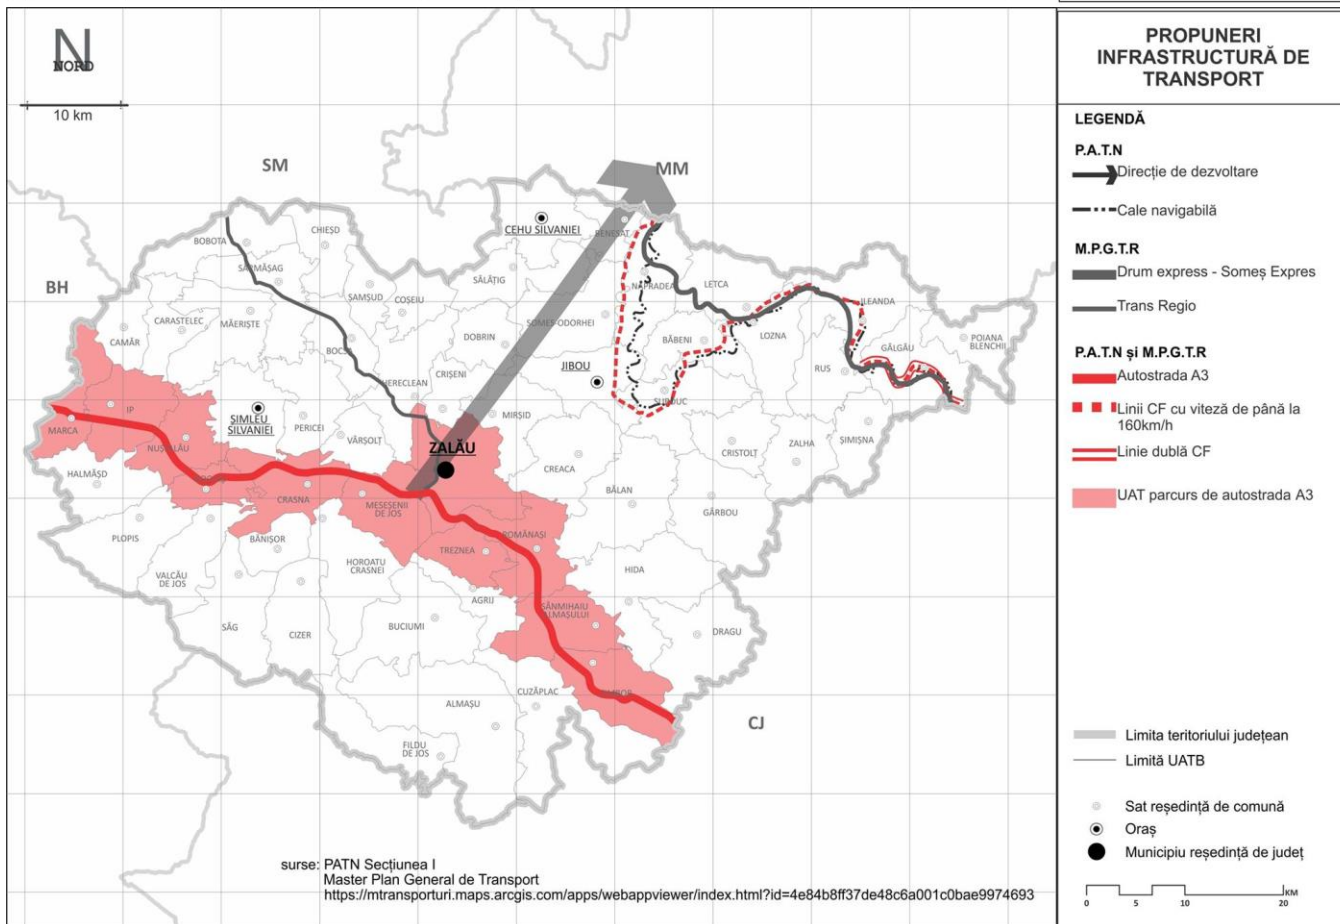 N
NORD
10 km
SM
MM
BH
CJ
CEHU SILVANIEI
BENESAT
CHIEȘD
BOBOTA
SĂRMĂȘAG
SĂLĂȚIG
NĂPRADEA
LETCA
ILEANDA
ȘAMȘUD
COȘEIU
CARASTELEC
MĂERIȘTE
SOMEȘ-ODORHEI
CAMĂR
DOBRIN
BĂBENI
LOZNA
POIANA
BLENCHII
GÂLGĂU
BOCȘA
JIBOU
RUS
HERECLEAN
CRIȘENI
SURDUC
IP
ȘIMLEU
SILVANIEI
MIRȘID
MARCA
PERICEI
VÂRȘOLȚ
ZALĂU
ZALHA
ȘIMIȘNA
NUȘFALĂU
CRISTOLȚ
HALMĂȘD
CREACA
CRASNA
BĂLAN
MESEȘENII
DE JOS
GÂRBOU
PLOPIȘ
BĂNIȘOR
ROMÂNAȘI
TREZNEA
HOROATU
CRASNEI
HIDA
VALCĂU
DE JOS
AGRIJ
SÂNMIHAIU
ALMAȘULUI
BUCIUMI
SÂG
CIZER
DRAGU
CUZĂPLAC
ALMAȘU
FILDU
DE JOS
surse: PATN Secțiunea I
Master Plan General de Transport
https://mtransporturi.maps.arcgis.com/apps/webappviewer/index.html?id=4e84b8ff37de48c6a001c0bae9974693
PROPUNERI
INFRASTRUCTURĂ DE
TRANSPORT
LEGENDĂ
P.A.T.N
Direcție de dezvoltare
Cale navigabilă
M.P.G.T.R
Drum express - Someș Expres
Trans Regio
P.A.T.N și M.P.G.T.R
Autostrada A3
Linii CF cu viteză de până la
160km/h
Linie dublă CF
UAT parcurs de autostrada A3
Limita teritoriului județean
Limită UATB
Sat reședință de comună
Oraș
Municipiu reședință de județ
KM
0 5 10 20